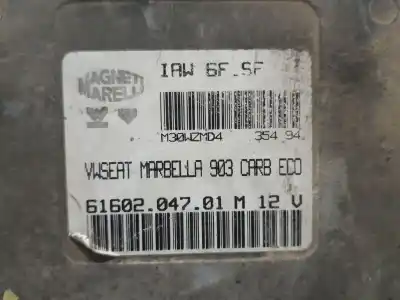 IAW 6F.SF
MAGNETI
MARELLI
M30WZMD4 354 94
VWSEAT MARBELLA 903 CARB ECO
61602.047.01 M 12 V